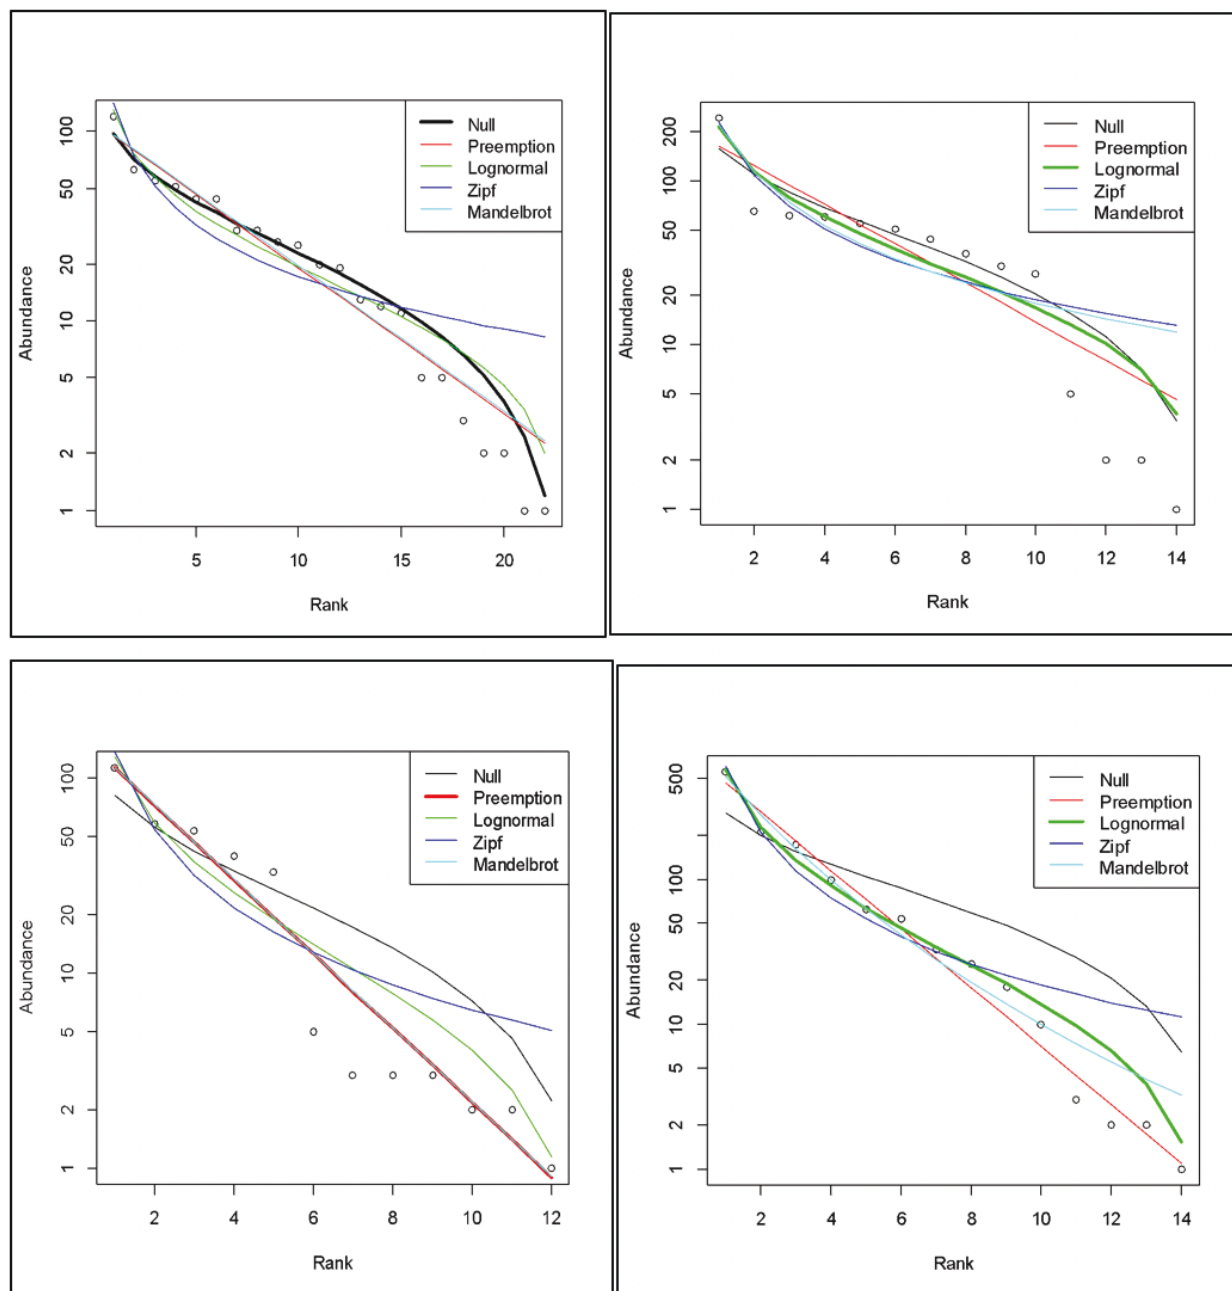 100
50
20
10
5
2
1
Abundance
5
10
15
20
Rank
Null
Preemption
Lognormal
Zipf
Mandelbrot
200
100
50
20
10
5
2
1
Abundance
2
4
6
8
10
12
14
Rank
Null
Preemption
Lognormal
Zipf
Mandelbrot
100
50
20
10
5
2
1
Abundance
2
4
6
8
10
12
Rank
Null
Preemption
Lognormal
Zipf
Mandelbrot
500
100
50
20
10
5
2
1
Abundance
2
4
6
8
10
12
14
Rank
Null
Preemption
Lognormal
Zipf
Mandelbrot